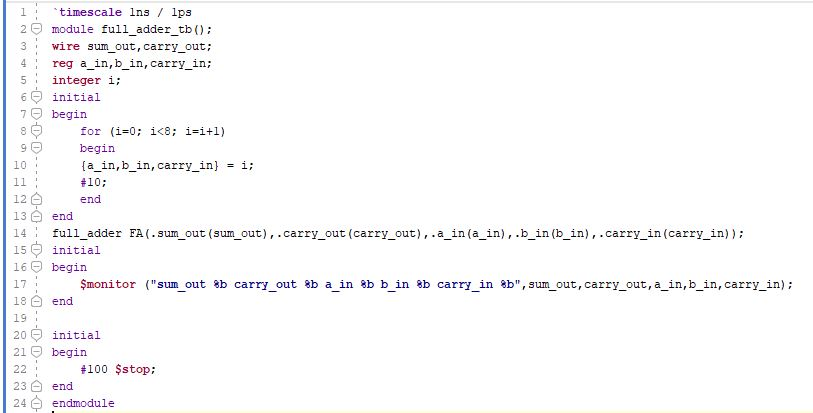 1 `timescale 1ns / 1ps
2 module full_adder_tb();
3 wire sum_out,carry_out;
4 reg a_in,b_in,carry_in;
5 integer i;
6 initial
7 begin
8     for (i=0; i<8; i=i+1)
9     begin
10     {a_in,b_in,carry_in} = i;
11     #10;
12     end
13 end
14 full_adder FA(.sum_out(sum_out),.carry_out(carry_out),.a_in(a_in),.b_in(b_in),.carry_in(carry_in));
15 initial
16 begin
17     $monitor ("sum_out %b carry_out %b a_in %b b_in %b carry_in %b",sum_out,carry_out,a_in,b_in,carry_in);
18 end
19
20 initial
21 begin
22     #100 $stop;
23 end
24 endmodule